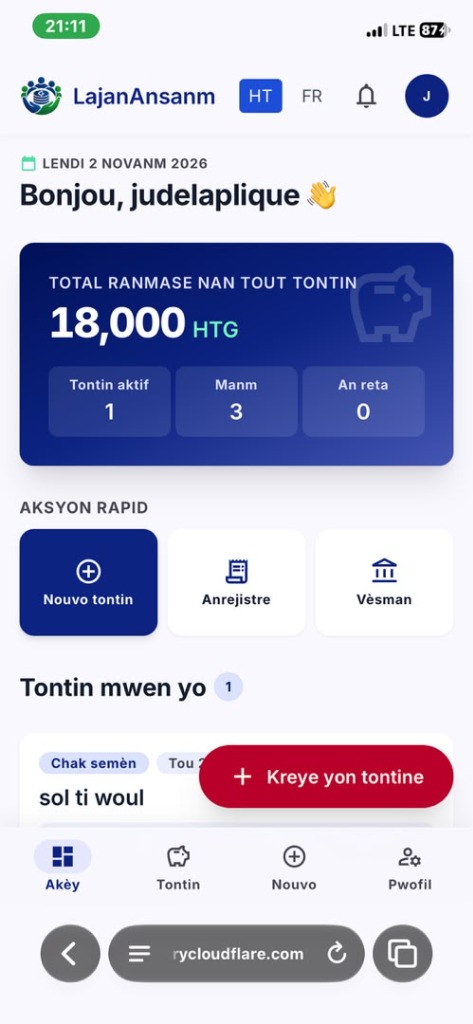 21:11
LTE 87
LajanAnsanm HT FR J
LENDI 2 NOVANM 2026
Bonjou, judelaplique 👋
TOTAL RANMASE NAN TOUT TONTIN
18,000 HTG
Tontin aktif Manm An reta
1 3 0
AKSYON RAPID
Nouvo tontin Anrejistre Vèsman
Tontin mwen yo 1
Chak semèn Tou
+ Kreye yon tontine
sol ti woul
Akèy Tontin Nouvo Pwofil
rycloudflare.com